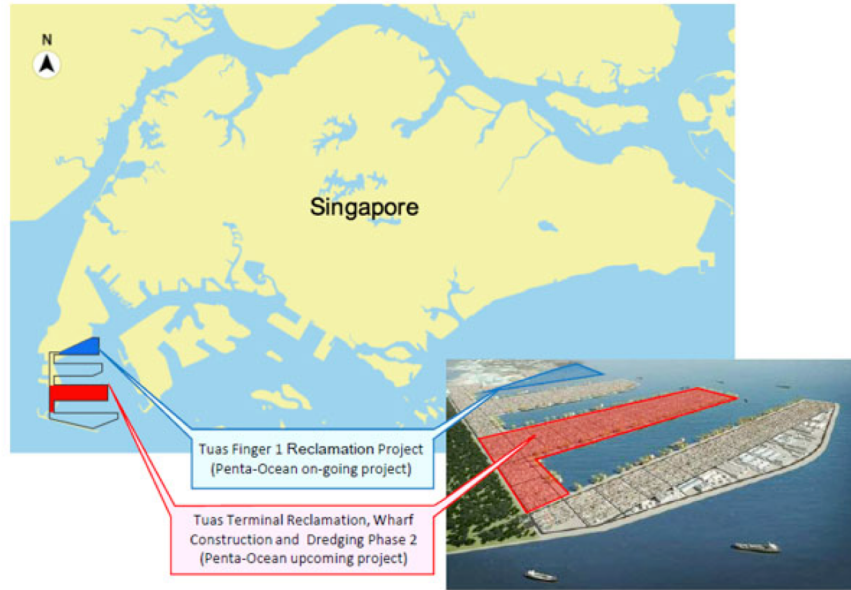 N
Singapore
Tuas Finger 1 Reclamation Project
(Penta-Ocean on-going project)
Tuas Terminal Reclamation, Wharf
Construction and Dredging Phase 2
(Penta-Ocean upcoming project)